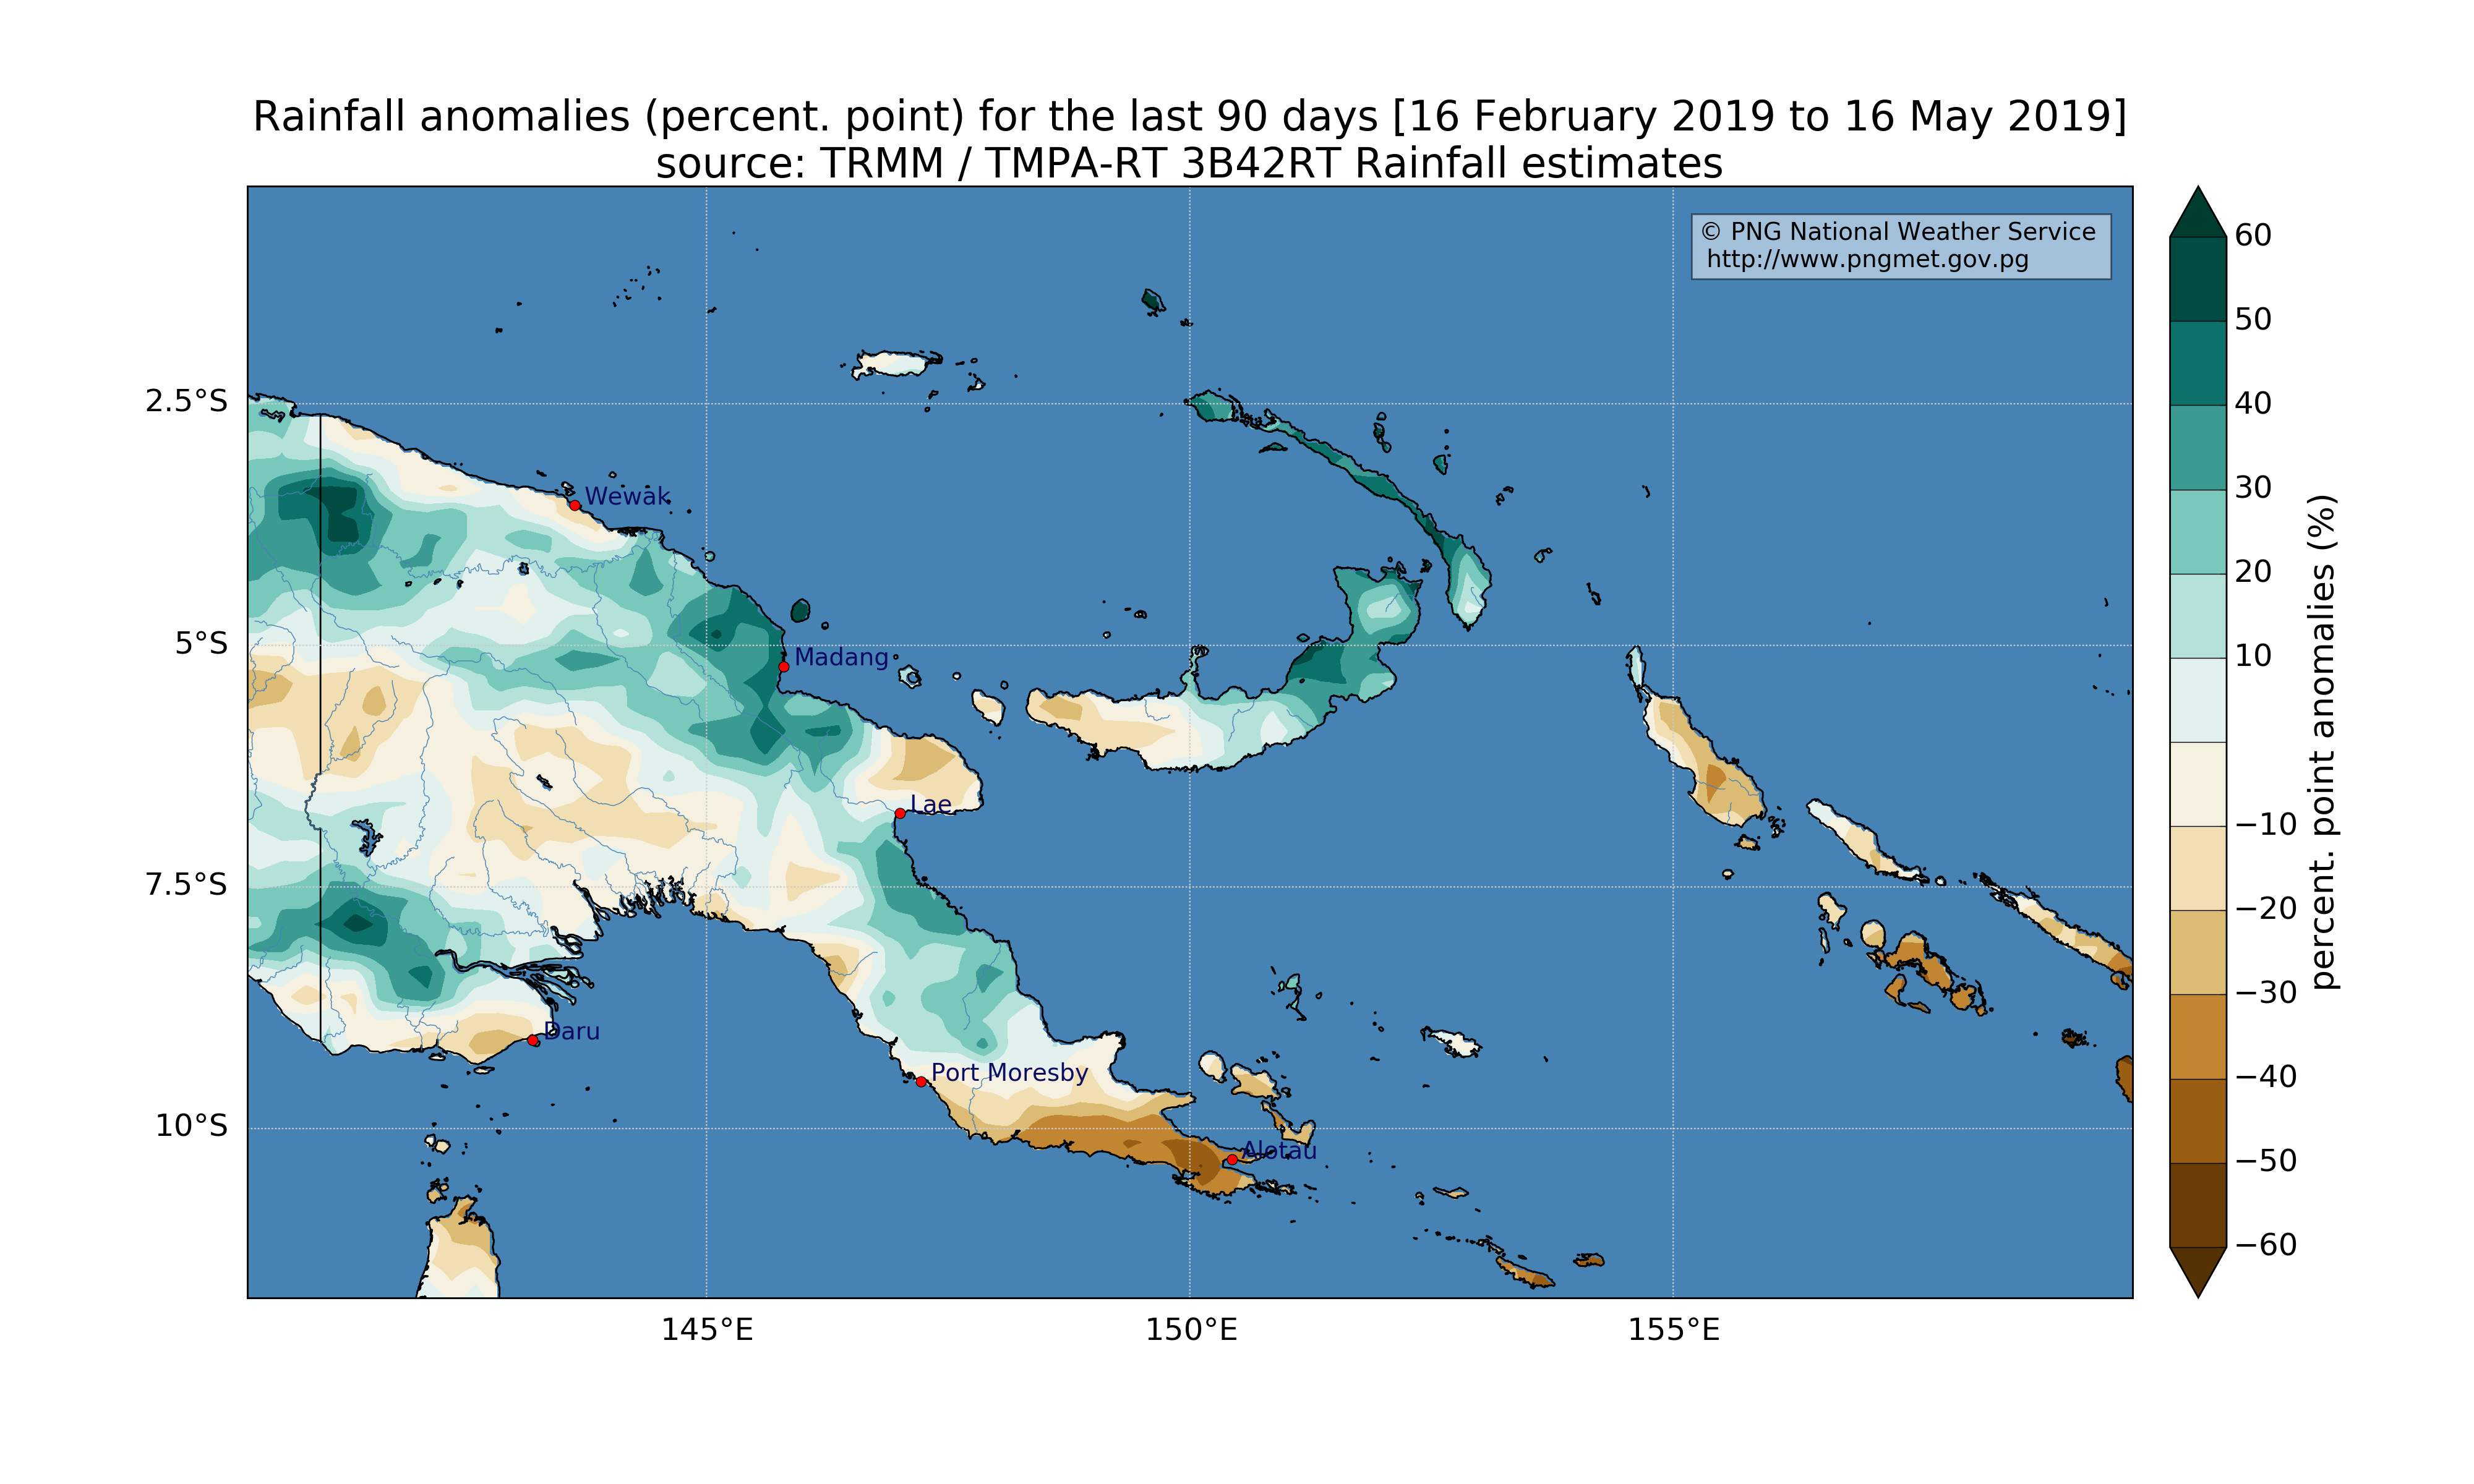 Rainfall anomalies (percent. point) for the last 90 days [16 February 2019 to 16 May 2019]
source: TRMM / TMPA-RT 3B42RT Rainfall estimates
© PNG National Weather Service
http://www.pngmet.gov.pg
2.5°S
5°S
7.5°S
10°S
Wewak
Madang
Lae
Daru
Port Moresby
Alotau
145°E
150°E
155°E
60
50
40
30
20
10
−10
−20
−30
−40
−50
−60
percent. point anomalies (%)